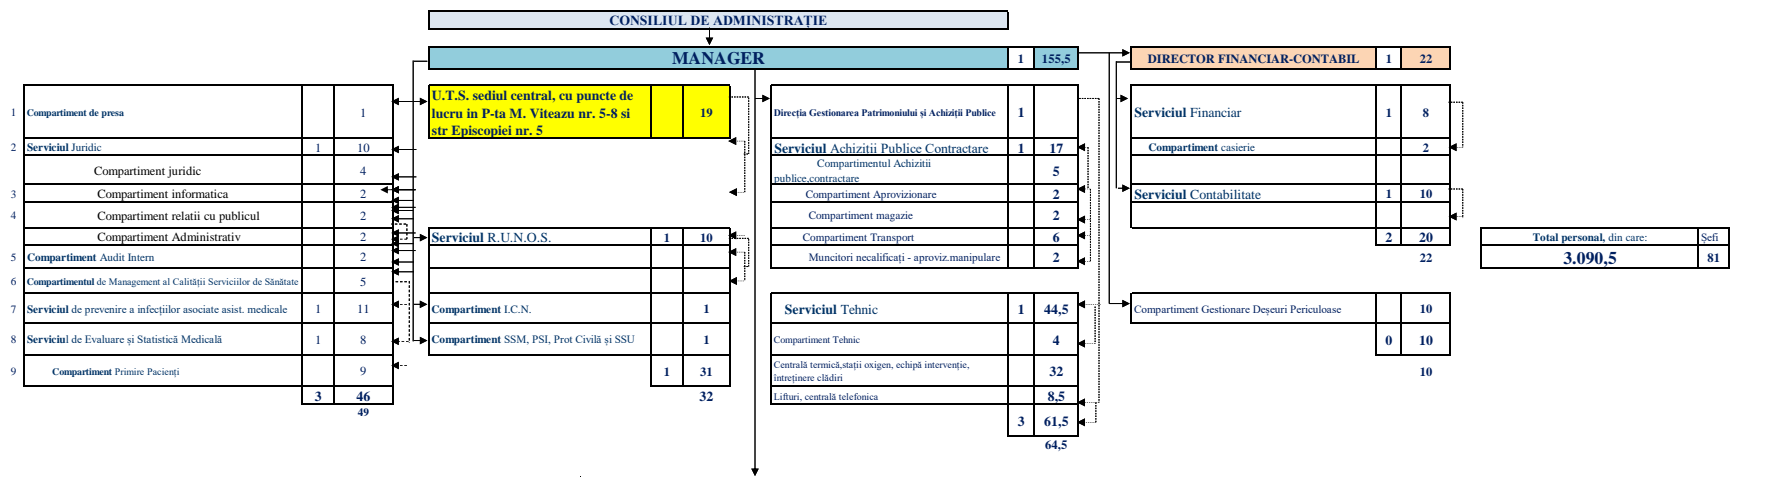 CONSILIUL DE ADMINISTRAȚIE
MANAGER 1 155,5
DIRECTOR FINANCIAR-CONTABIL 1 22
1 Compartiment de presa 1
2 Serviciul Juridic 1 10
Compartiment juridic 4
3 Compartiment informatica 2
4 Compartiment relatii cu publicul 2
Compartiment Administrativ 2
5 Compartiment Audit Intern 2
6 Compartimentul de Management al Calității Serviciilor de Sănătate 5
7 Serviciul de prevenire a infecțiilor asociate asist. medicale 1 11
8 Serviciul de Evaluare și Statistică Medicală 1 8
9 Compartiment Primire Pacienți 9
3 46
49
U.T.S. sediul central, cu puncte de
lucru in P-ta M. Viteazu nr. 5-8 si
str Episcopiei nr. 5
19
Serviciul R.U.N.O.S. 1 10
Compartiment I.C.N. 1
Compartiment SSM, PSI, Prot Civilă și SSU 1
1 31
32
Direcția Gestionarea Patrimoniului și Achiziții Publice 1
Serviciul Achizitii Publice Contractare 1 17
Compartimentul Achizitii
publice,contractare
5
Compartiment Aprovizionare 2
Compartiment magazie 2
Compartiment Transport 6
Muncitori necalificați - aproviz.manipulare 2
Serviciul Tehnic 1 44,5
Compartiment Tehnic 4
Centrală termică,stații oxigen, echipă intervenție,
întreținere clădiri
32
Lifturi, centrală telefonica 8,5
3 61,5
64,5
Serviciul Financiar 1 8
Compartiment casierie 2
Serviciul Contabilitate 1 10
2 20
22
Compartiment Gestionare Deșeuri Periculoase 10
0 10
10
Total personal, din care: Șefi
3.090,5 81